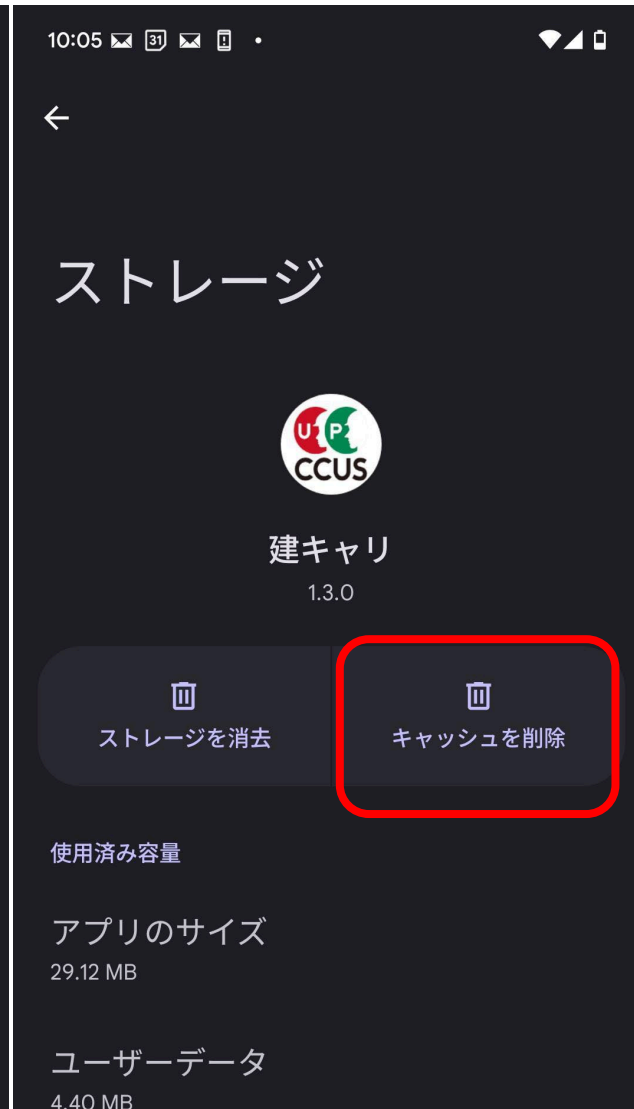 10:05 31
ストレージ
U P
CCUS
建キャリ
1.3.0
ストレージを消去
キャッシュを削除
使用済み容量
アプリのサイズ
29.12 MB
ユーザーデータ
4.40 MB